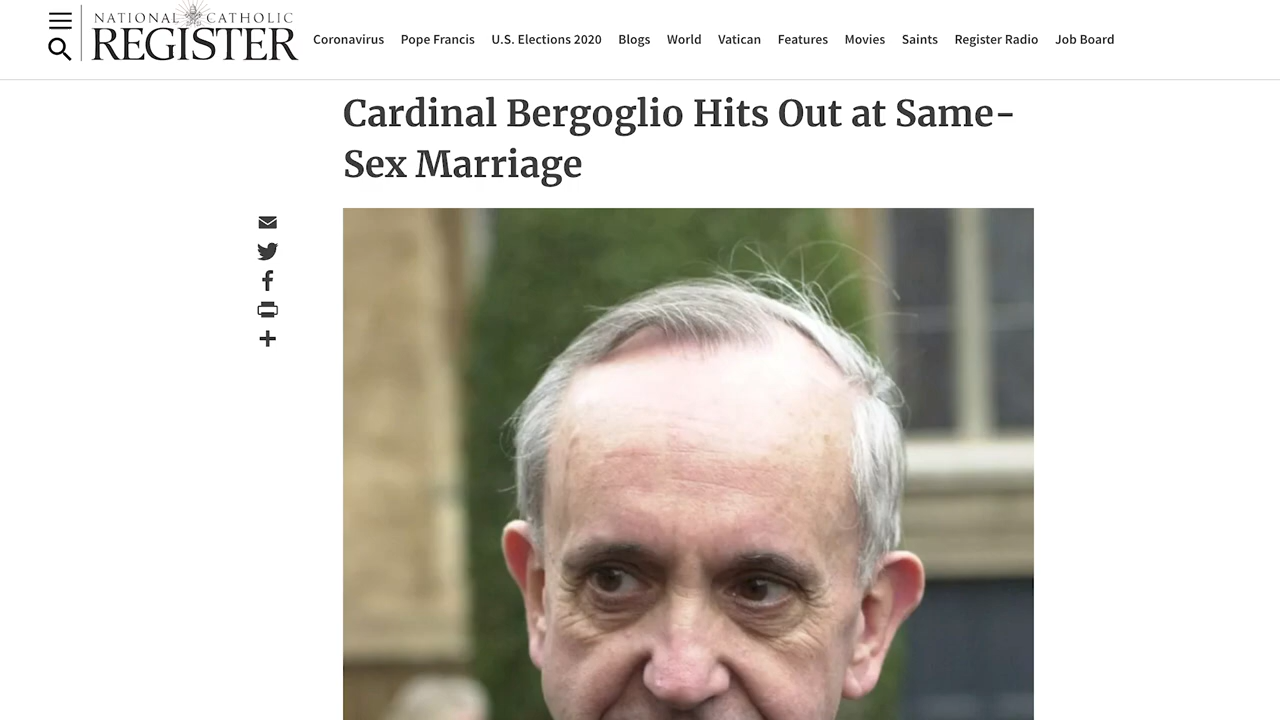 NATIONAL CATHOLIC
REGISTER
Coronavirus Pope Francis U.S. Elections 2020 Blogs World Vatican Features Movies Saints Register Radio Job Board
Cardinal Bergoglio Hits Out at Same-
Sex Marriage